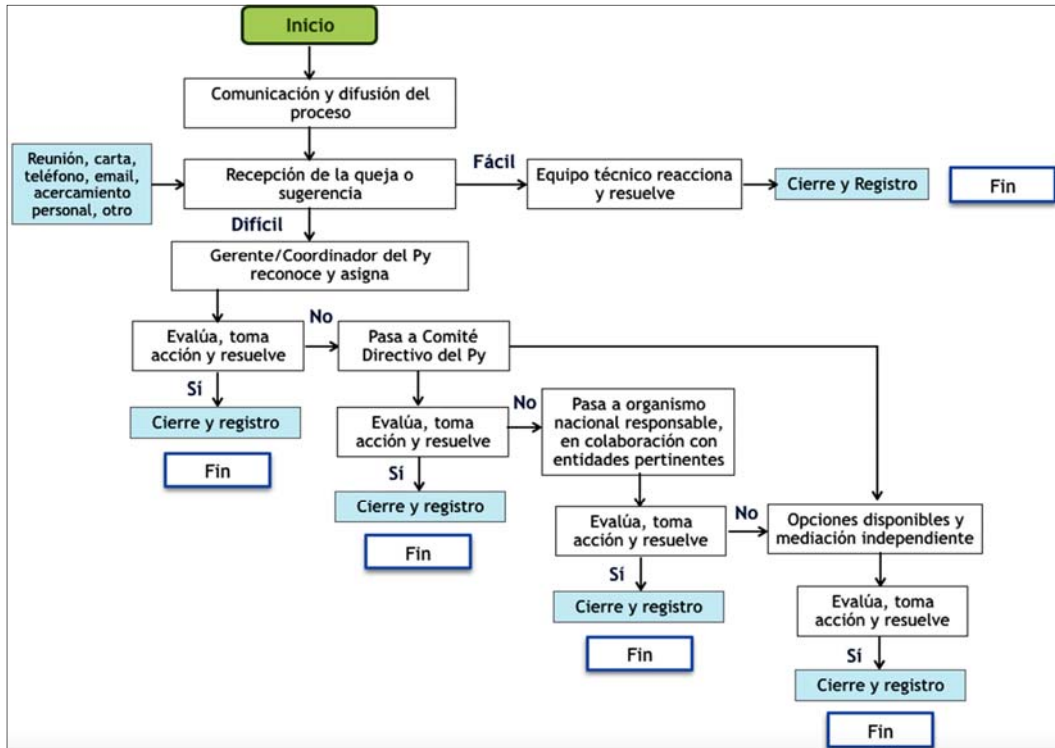 Inicio
Comunicación y difusión del
proceso
Reunión, carta,
teléfono, email,
acercamiento
personal, otro
Recepción de la queja o
sugerencia
Fácil
Equipo técnico reacciona
y resuelve
Cierre y Registro
Fin
Difícil
Gerente/Coordinador del Py
reconoce y asigna
Evalúa, toma
acción y resuelve
No
Pasa a Comité
Directivo del Py
Sí
Cierre y registro
Fin
Evalúa, toma
acción y resuelve
No
Pasa a organismo
nacional responsable,
en colaboración con
entidades pertinentes
Sí
Cierre y registro
Fin
Evalúa, toma
acción y resuelve
No
Opciones disponibles y
mediación independiente
Sí
Cierre y registro
Fin
Evalúa, toma
acción y resuelve
Sí
Cierre y registro
Fin